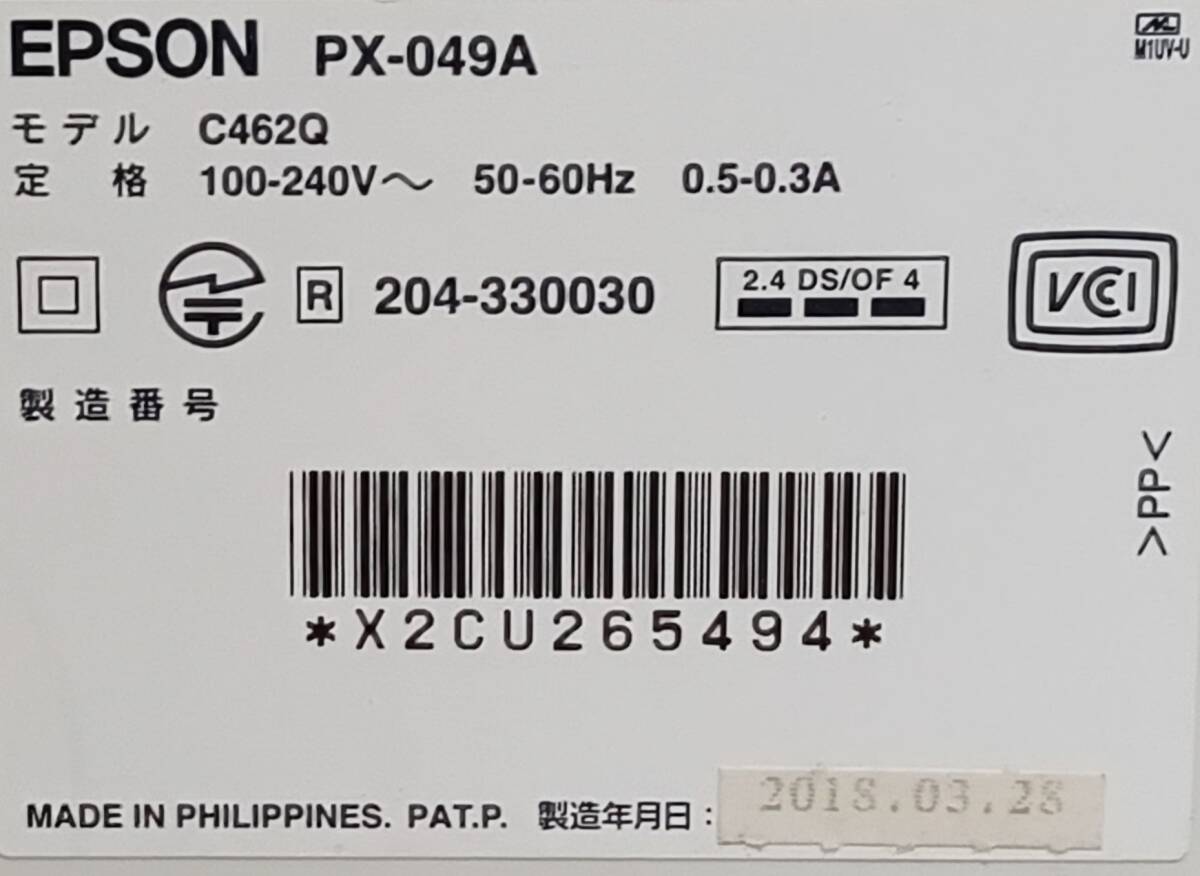 EPSON PX-049A
M1UV-U
モデル C462Q
定格 100-240V～ 50-60Hz 0.5-0.3A
R 204-330030
2.4 DS/OF 4
VCCI
製造番号
>PP<
*X2CU265494*
MADE IN PHILIPPINES. PAT.P. 製造年月日: 2018.03.28